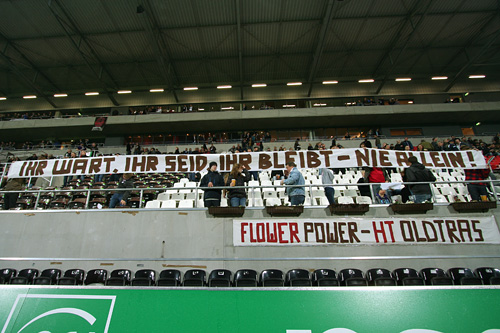 IHR WART IHR SEID IHR BLEIBT - NIE ALLEIN !
FLOWER POWER - HT OLDTRAS